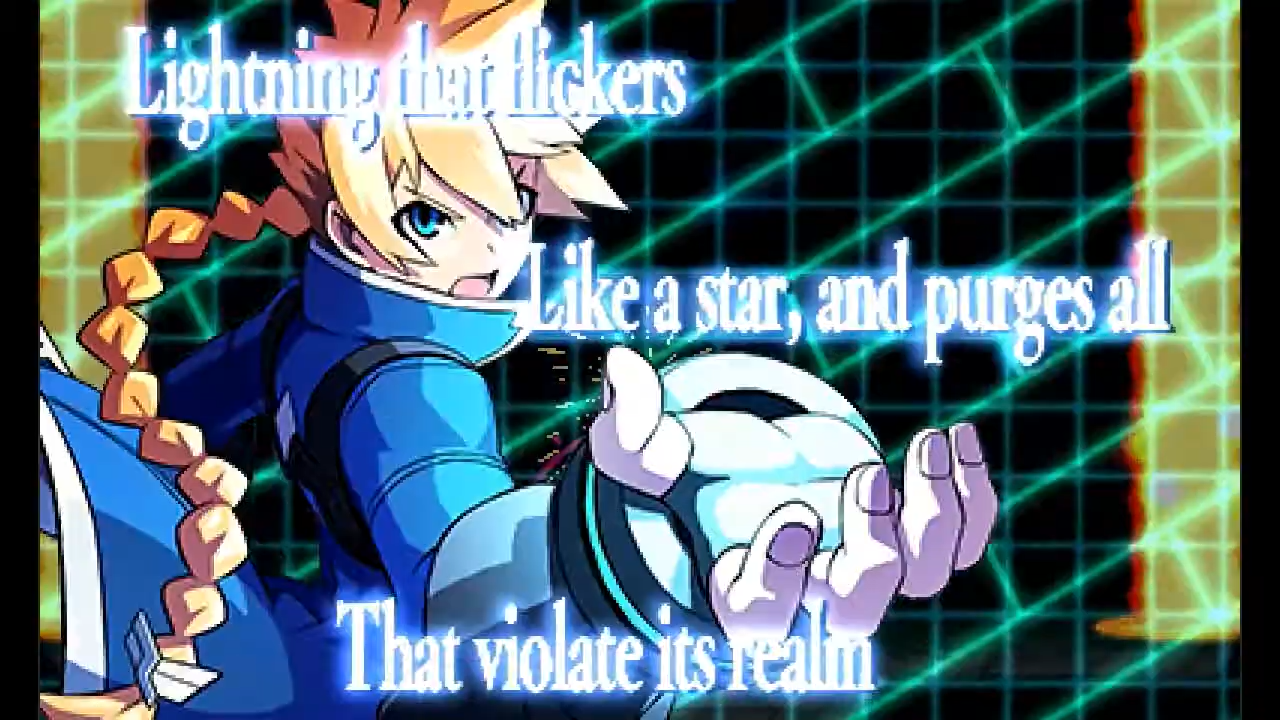 Lightning that flickers
Like a star, and purges all
That violate its realm